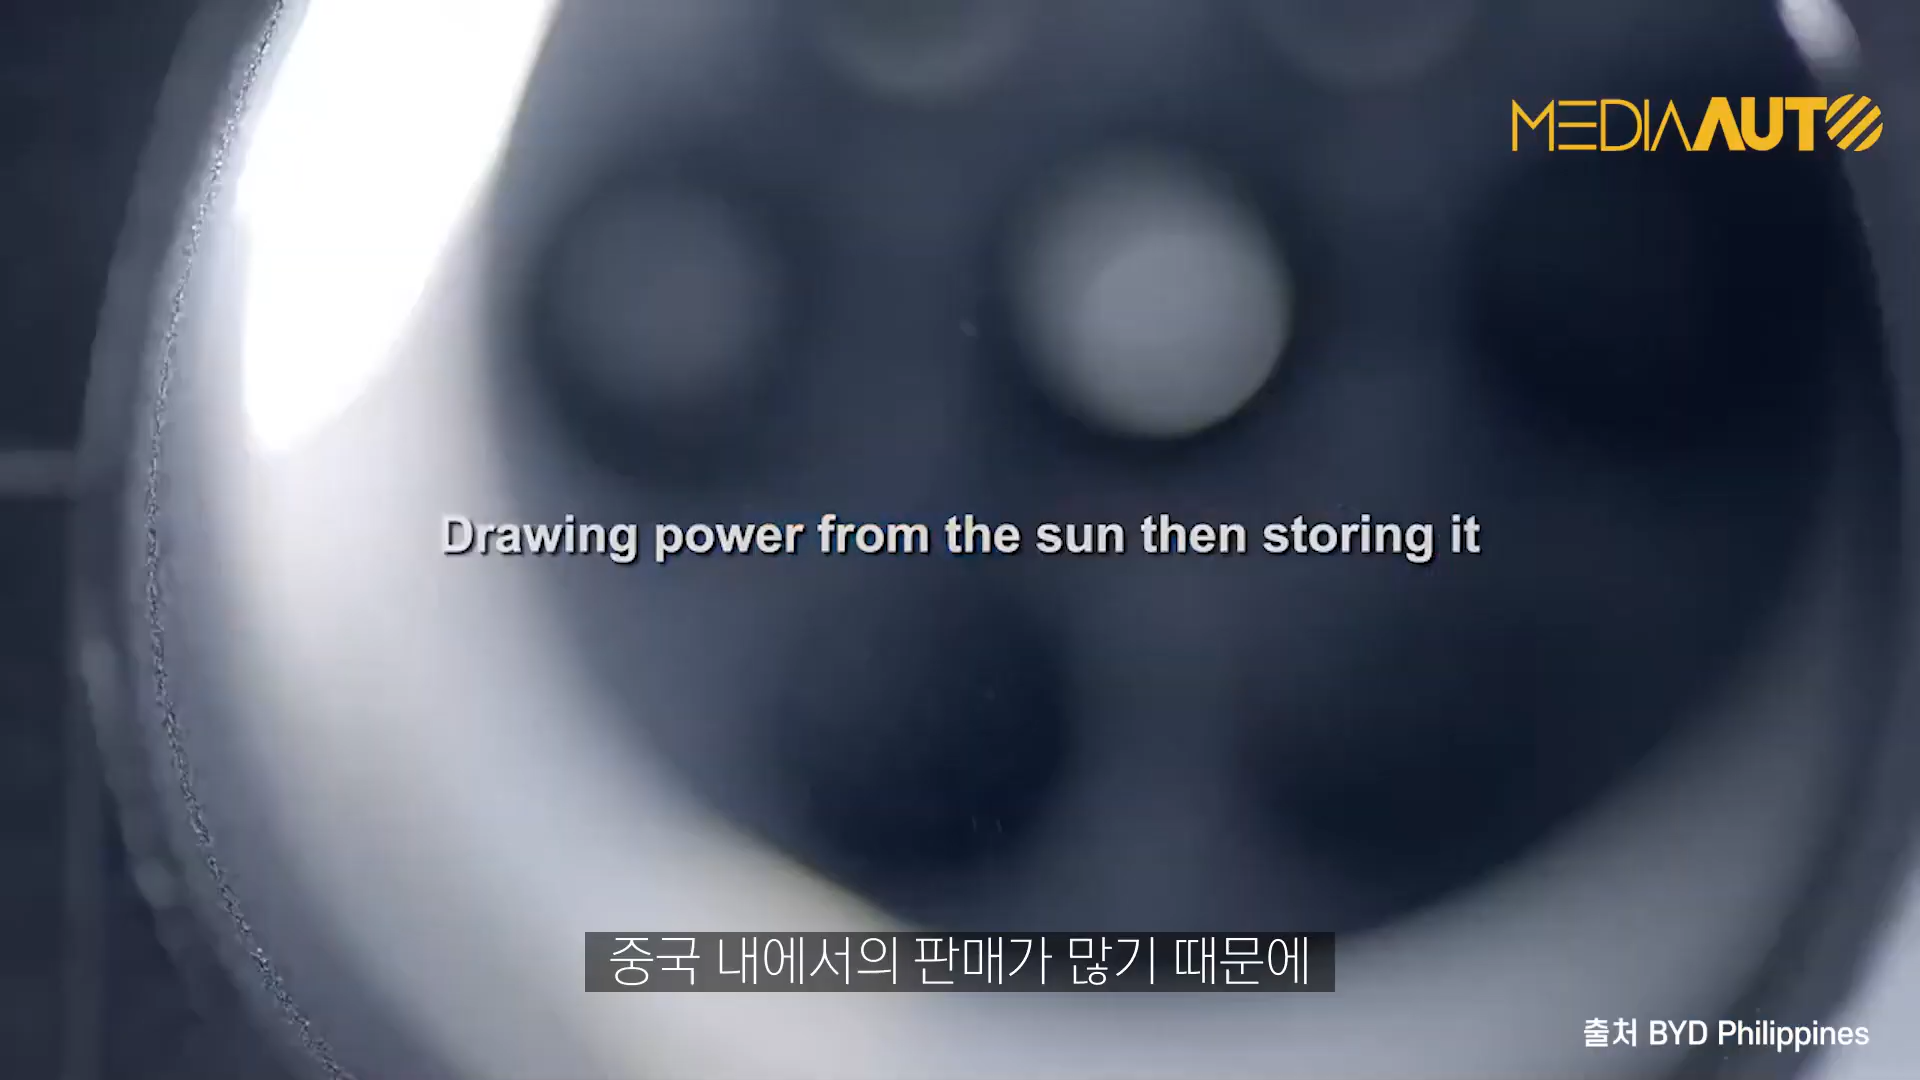 MEDIAAUTO
Drawing power from the sun then storing it
중국 내에서의 판매가 많기 때문에
출처 BYD Philippines